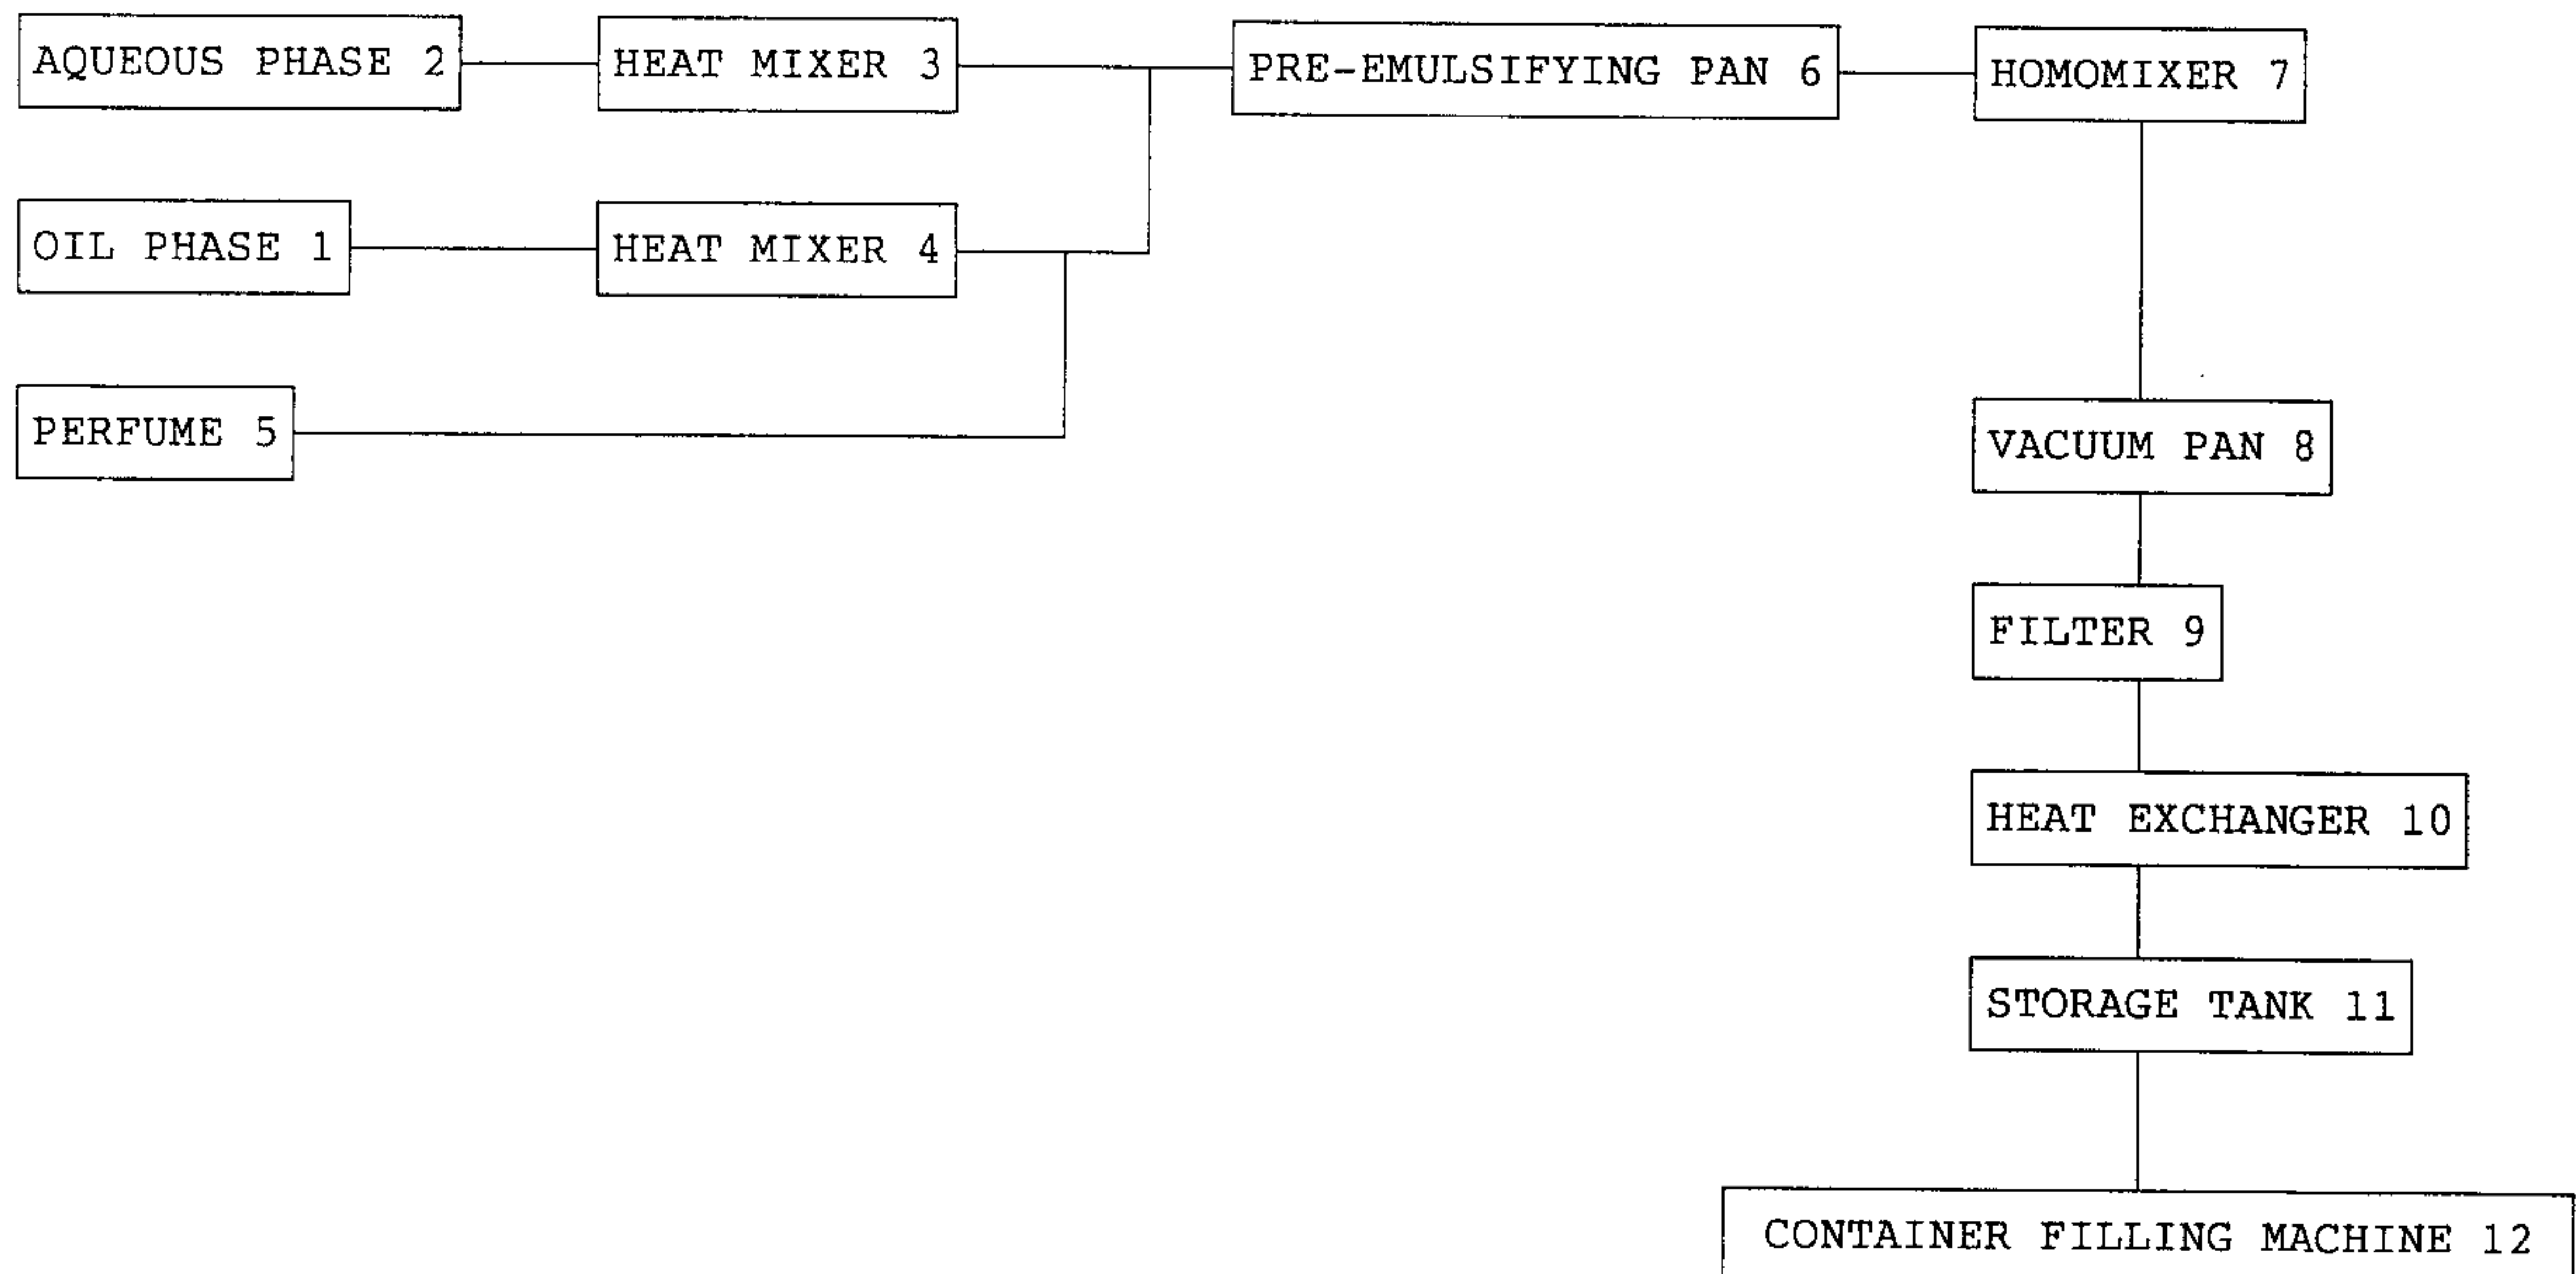 AQUEOUS PHASE 2
HEAT MIXER 3
PRE-EMULSIFYING PAN 6
HOMOMIXER 7
OIL PHASE 1
HEAT MIXER 4
PERFUME 5
VACUUM PAN 8
FILTER 9
HEAT EXCHANGER 10
STORAGE TANK 11
CONTAINER FILLING MACHINE 12